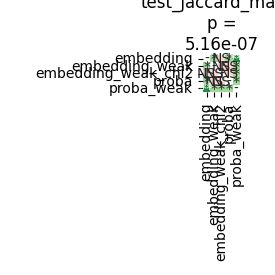 test_jaccard_ma
p =
5.16e-07
embedding
embedding_weak
embedding_weak_chi2
proba
proba_weak
NS
NS
embedding
embedding_weak
embedding_weak_chi2
proba
proba_weak